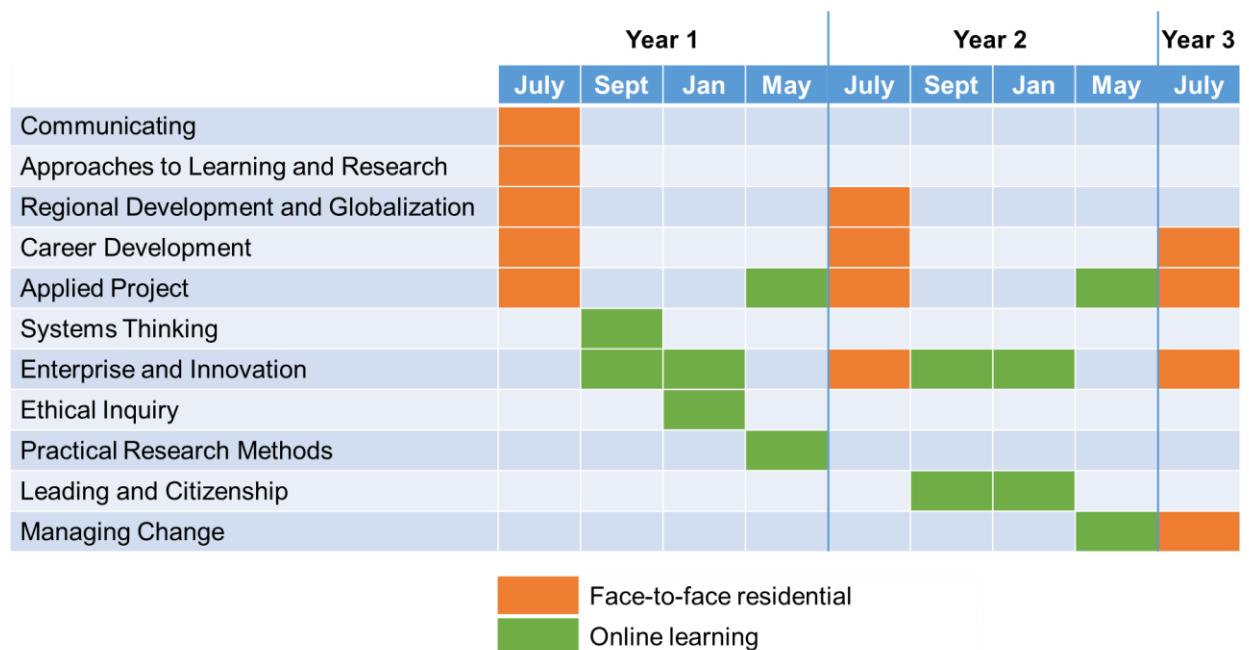 Year 1 Year 2 Year 3
July Sept Jan May July Sept Jan May July
Communicating
Approaches to Learning and Research
Regional Development and Globalization
Career Development
Applied Project
Systems Thinking
Enterprise and Innovation
Ethical Inquiry
Practical Research Methods
Leading and Citizenship
Managing Change
Face-to-face residential
Online learning